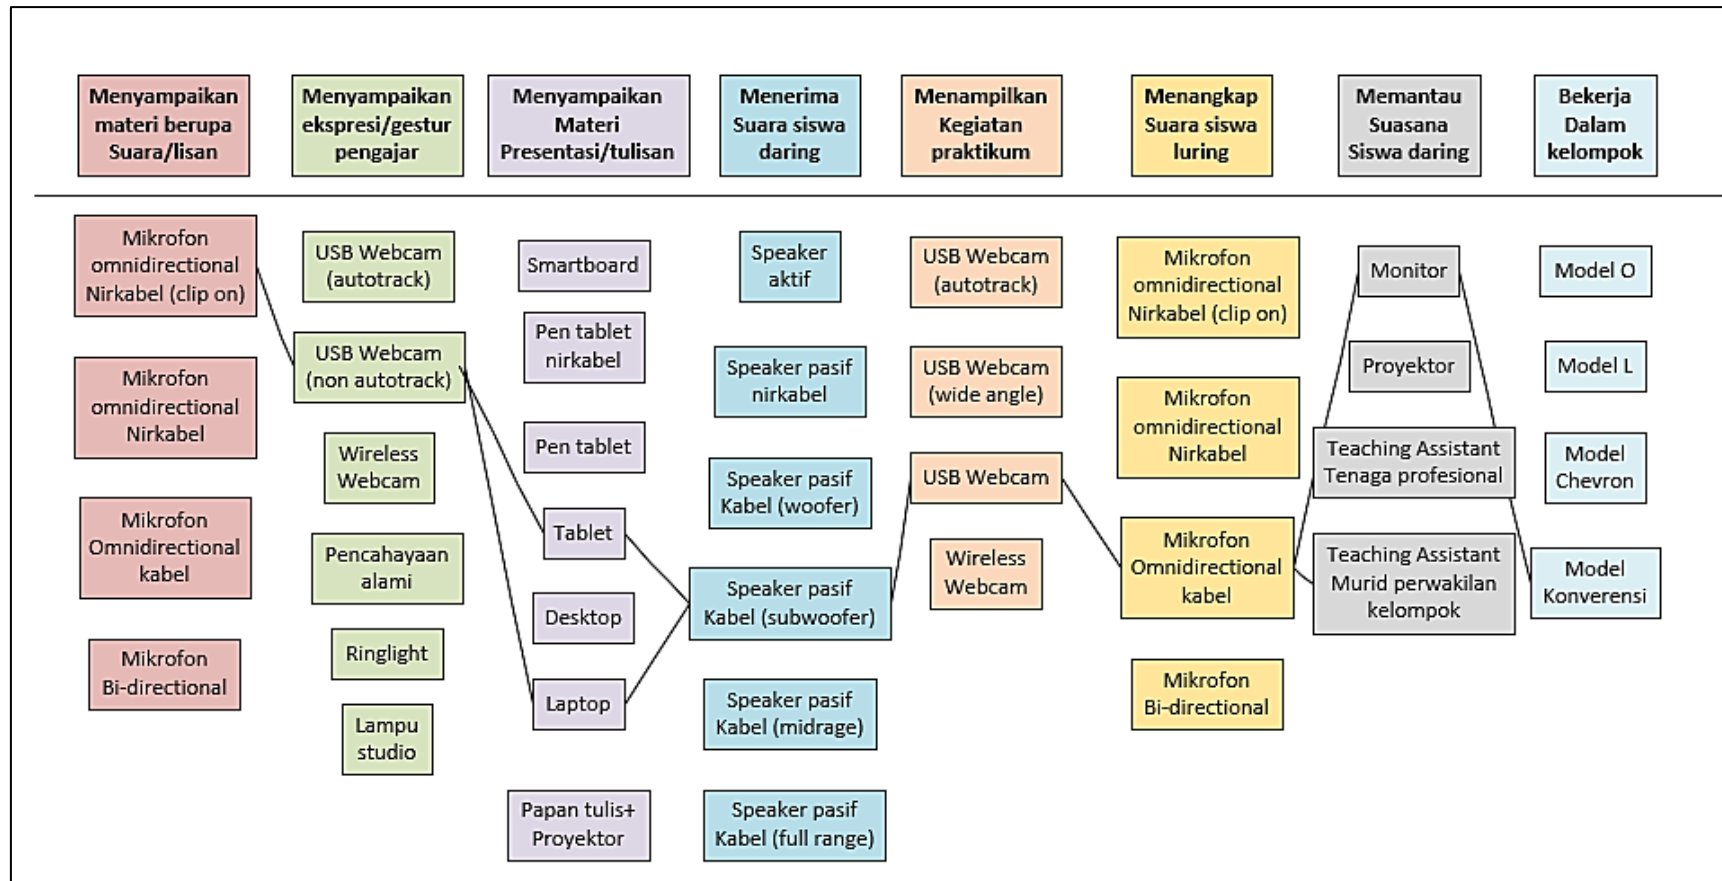 Menyampaikan
materi berupa
Suara/lisan
Menyampaikan
ekspresi/gestur
pengajar
Menyampaikan
Materi
Presentasi/tulisan
Menerima
Suara siswa
daring
Menampilkan
Kegiatan
praktikum
Menangkap
Suara siswa
luring
Memantau
Suasana
Siswa daring
Bekerja
Dalam
kelompok
Mikrofon
omnidirectional
Nirkabel (clip on)
Mikrofon
omnidirectional
Nirkabel
Mikrofon
Omnidirectional
kabel
Mikrofon
Bi-directional
USB Webcam
(autotrack)
USB Webcam
(non autotrack)
Wireless
Webcam
Pencahayaan
alami
Ringlight
Lampu
studio
Smartboard
Pen tablet
nirkabel
Pen tablet
Tablet
Desktop
Laptop
Papan tulis+
Proyektor
Speaker
aktif
Speaker pasif
nirkabel
Speaker pasif
Kabel (woofer)
Speaker pasif
Kabel (subwoofer)
Speaker pasif
Kabel (midrage)
Speaker pasif
Kabel (full range)
USB Webcam
(autotrack)
USB Webcam
(wide angle)
USB Webcam
Wireless
Webcam
Mikrofon
omnidirectional
Nirkabel (clip on)
Mikrofon
omnidirectional
Nirkabel
Mikrofon
Omnidirectional
kabel
Mikrofon
Bi-directional
Monitor
Proyektor
Teaching Assistant
Tenaga profesional
Teaching Assistant
Murid perwakilan
kelompok
Model O
Model L
Model
Chevron
Model
Konverensi